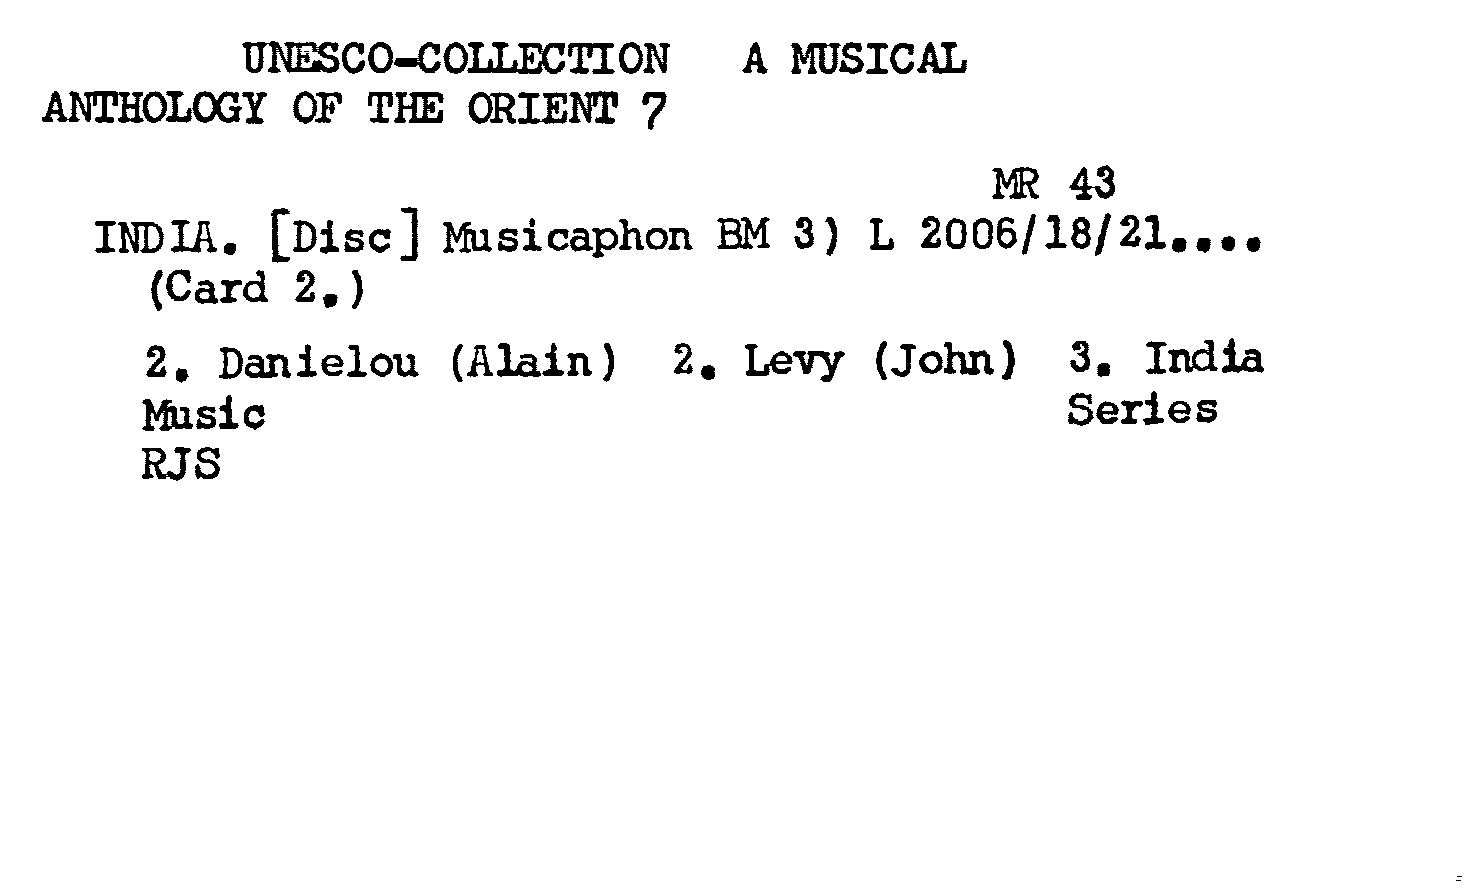 UNESCO-COLLECTION A MUSICAL
ANTHOLOGY OF THE ORIENT 7
MR 43
INDIA. [Disc] Musicaphon BM 3) L 2006/18/21....
(Card 2.)
2. Danielou (Alain) 2. Levy (John) 3. India
Music Series
RJS